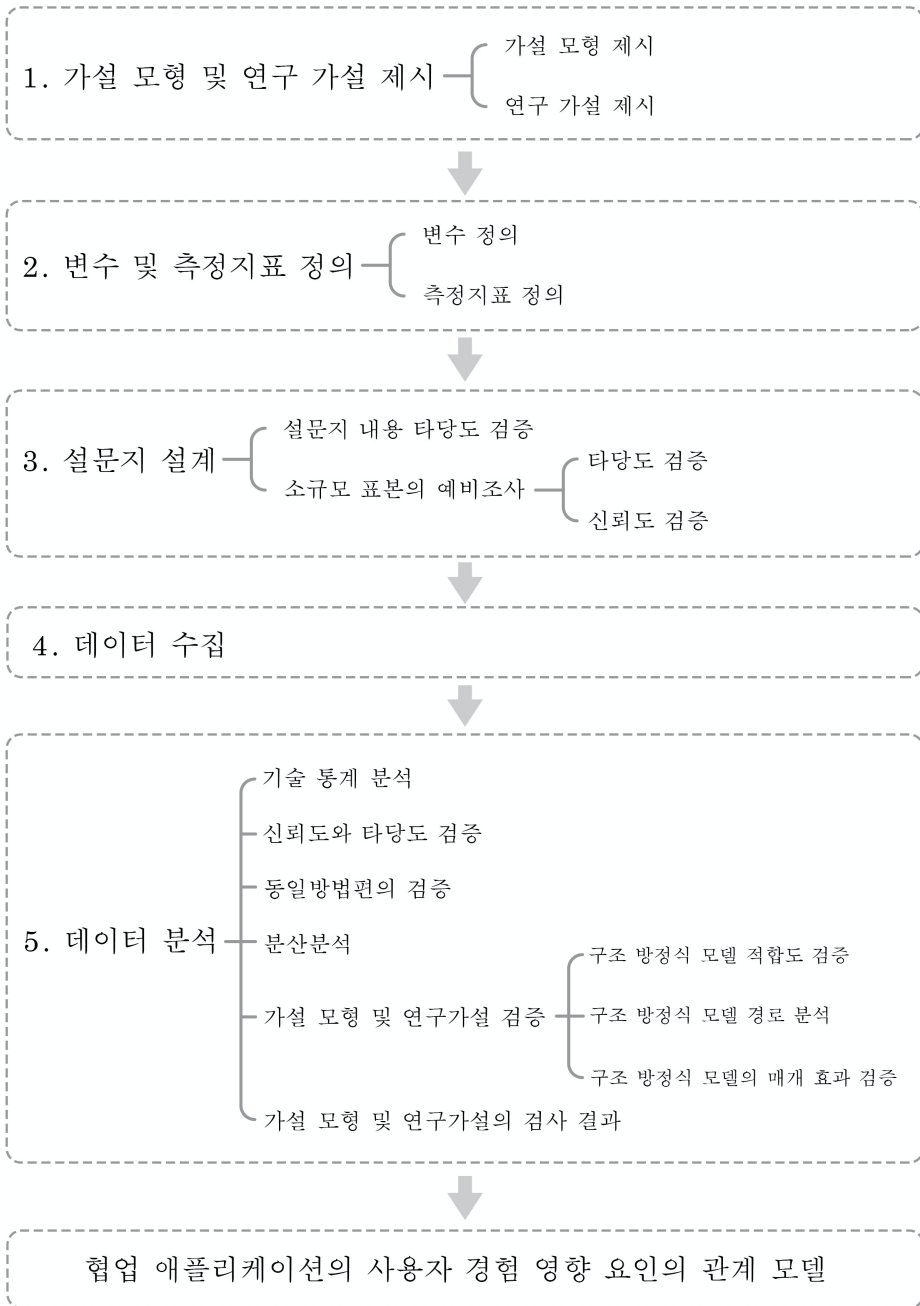 1. 가설 모형 및 연구 가설 제시
가설 모형 제시
연구 가설 제시
2. 변수 및 측정지표 정의
변수 정의
측정지표 정의
3. 설문지 설계
설문지 내용 타당도 검증
소규모 표본의 예비조사
타당도 검증
신뢰도 검증
4. 데이터 수집
5. 데이터 분석
기술 통계 분석
신뢰도와 타당도 검증
동일방법편의 검증
분산분석
가설 모형 및 연구가설 검증
구조 방정식 모델 적합도 검증
구조 방정식 모델 경로 분석
구조 방정식 모델의 매개 효과 검증
가설 모형 및 연구가설의 검사 결과
협업 애플리케이션의 사용자 경험 영향 요인의 관계 모델